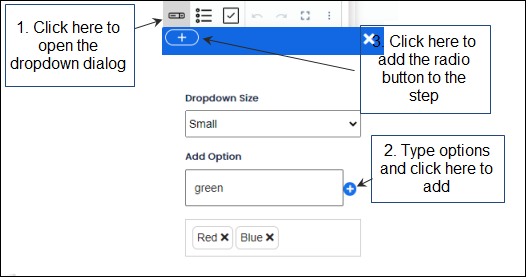 1. Click here to
open the
dropdown dialog
3. Click here to
add the radio
button to the
step
Dropdown Size
Small
Add Option
green
2. Type options
and click here to
add
Red
Blue